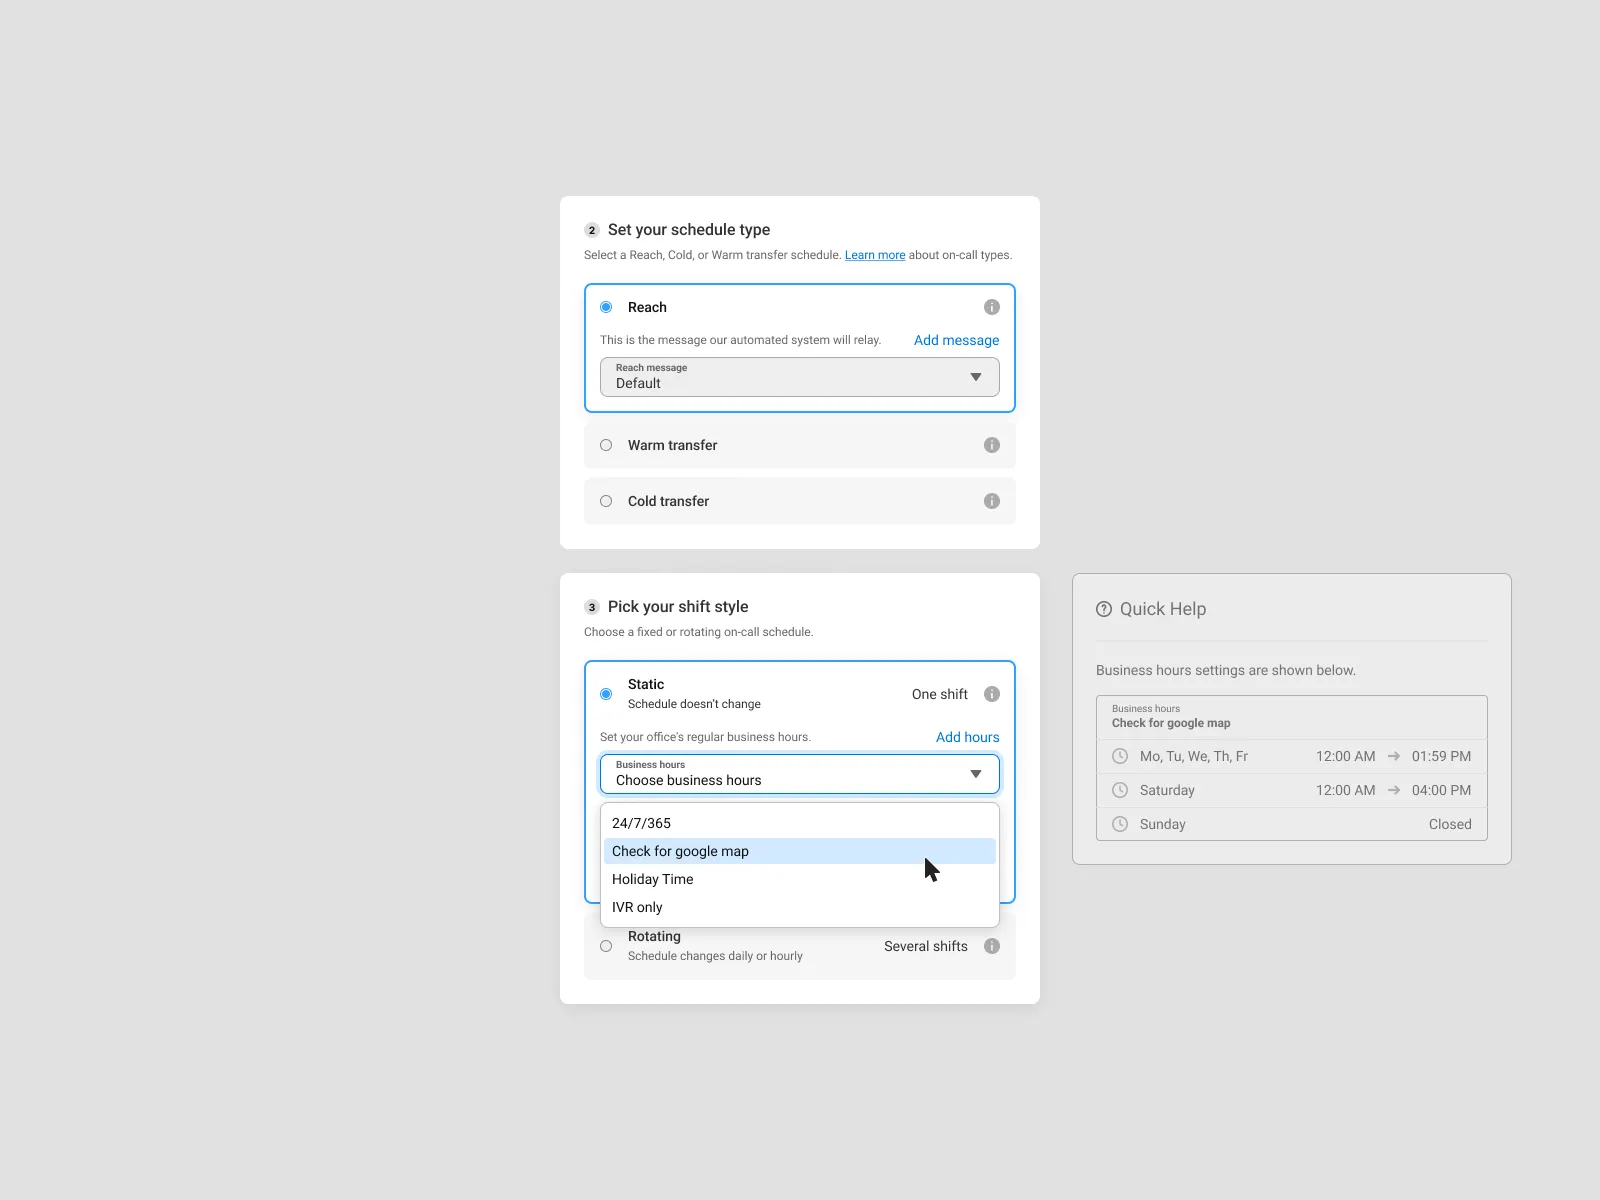 2 Set your schedule type
Select a Reach, Cold, or Warm transfer schedule. Learn more about on-call types.
Reach
This is the message our automated system will relay. Add message
Reach message
Default
Warm transfer
Cold transfer
3 Pick your shift style
Choose a fixed or rotating on-call schedule.
Static
Schedule doesn't change
One shift
Set your office's regular business hours. Add hours
Business hours
Choose business hours
24/7/365
Check for google map
Holiday Time
IVR only
Rotating
Schedule changes daily or hourly
Several shifts
Quick Help
Business hours settings are shown below.
Business hours
Check for google map
Mo, Tu, We, Th, Fr 12:00 AM → 01:59 PM
Saturday 12:00 AM → 04:00 PM
Sunday Closed